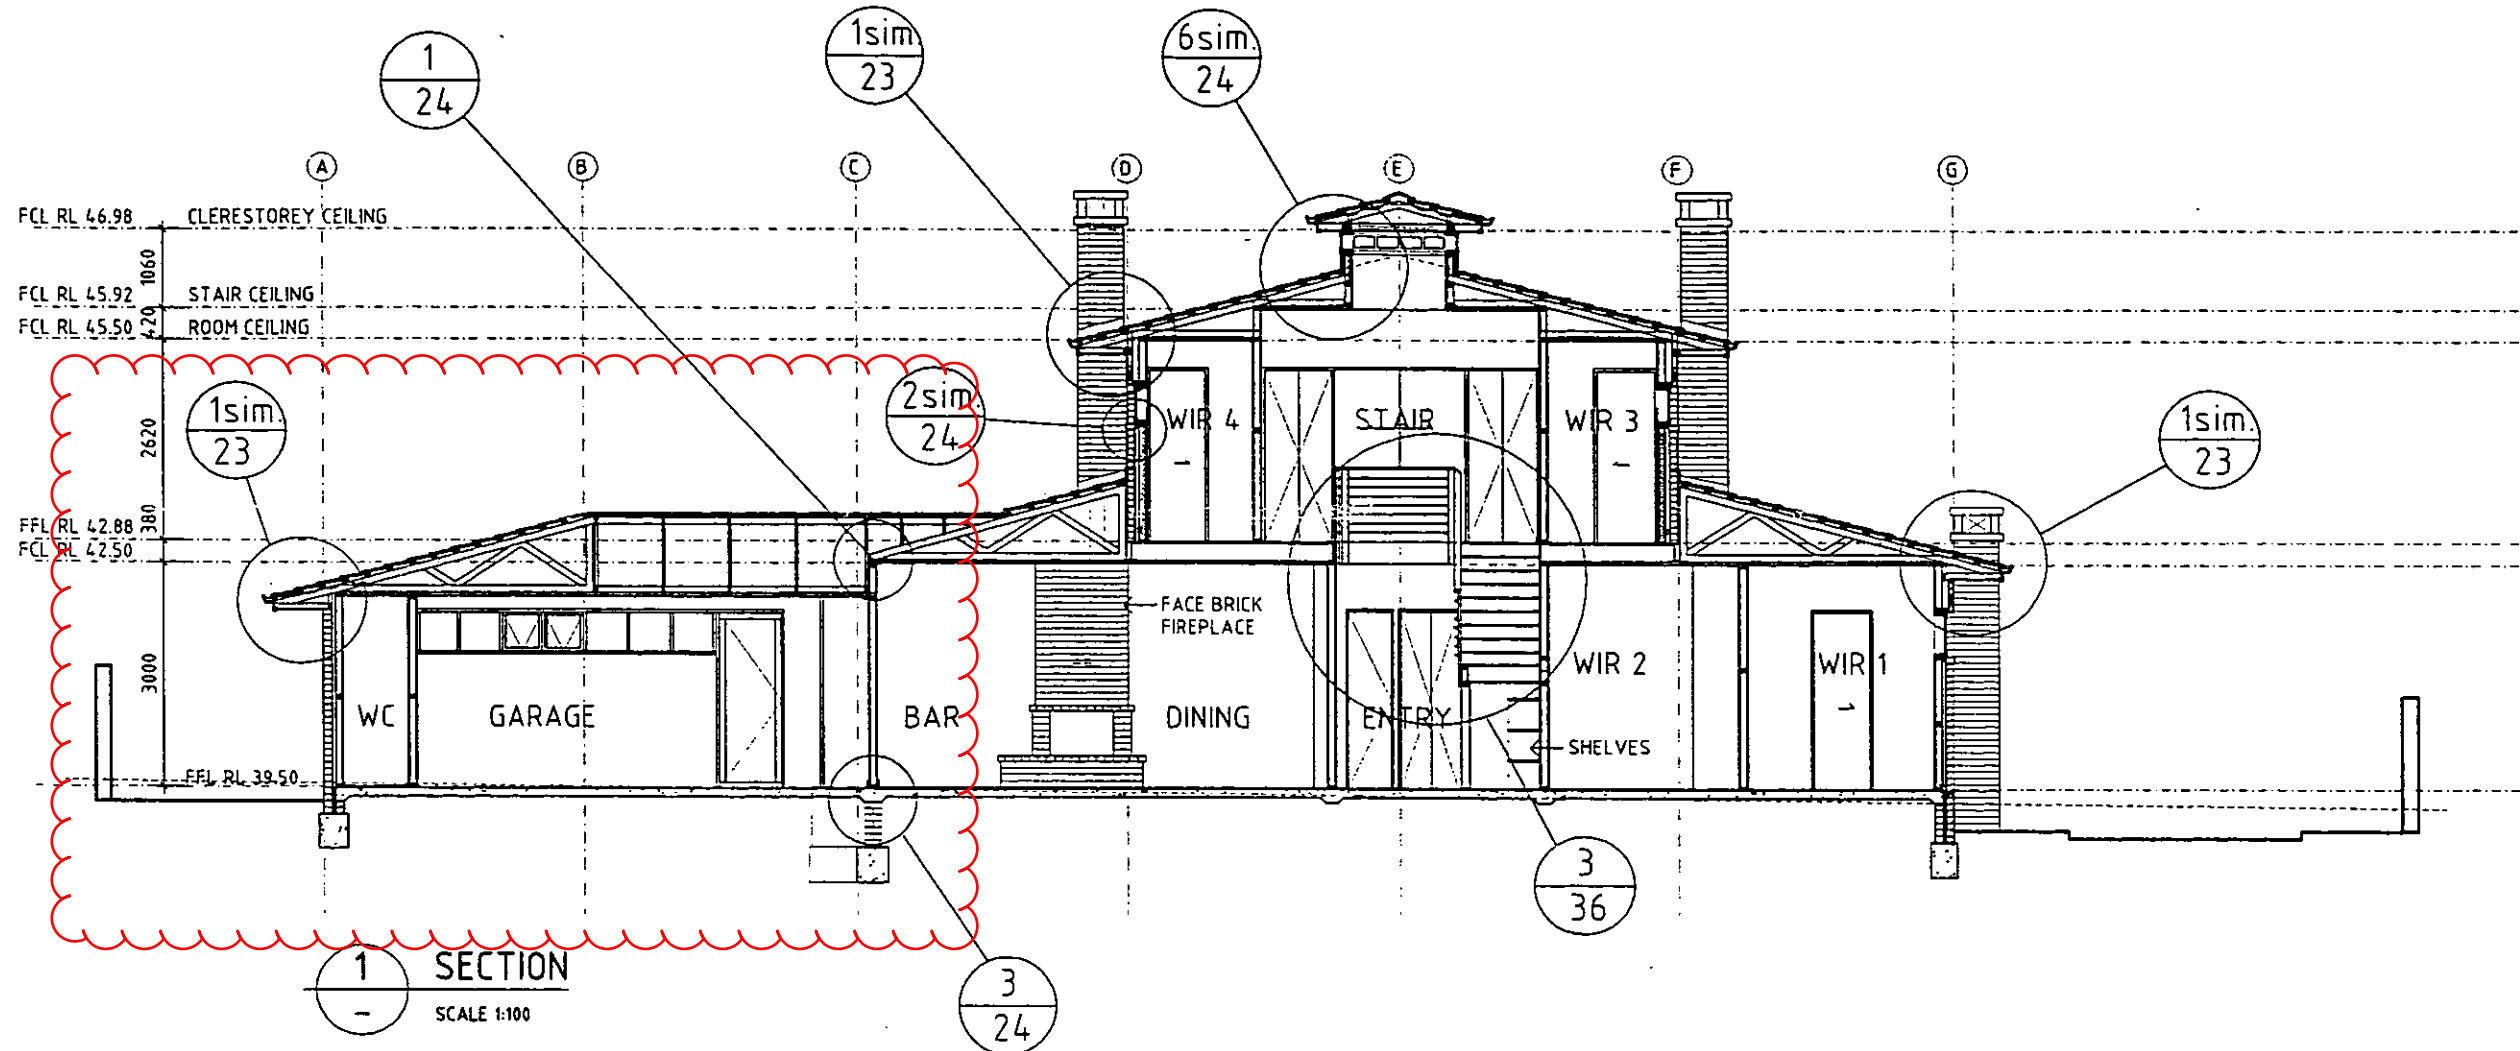 1
24
1sim.
23
6sim.
24
A
B
C
D
E
F
G
FCL RL 46.98
CLERESTOREY CEILING
1060
FCL RL 45.92
STAIR CEILING
420
FCL RL 45.50
ROOM CEILING
1sim.
23
2620
2sim.
24
WIR 4
STAIR
WIR 3
1sim.
23
FFL RL 42.88
380
FCL RL 42.50
3000
FACE BRICK
FIREPLACE
WC
GARAGE
BAR
DINING
ENTRY
WIR 2
WIR 1
SHELVES
FFL RL 39.50
3
36
1
-
SECTION
SCALE 1:100
3
24